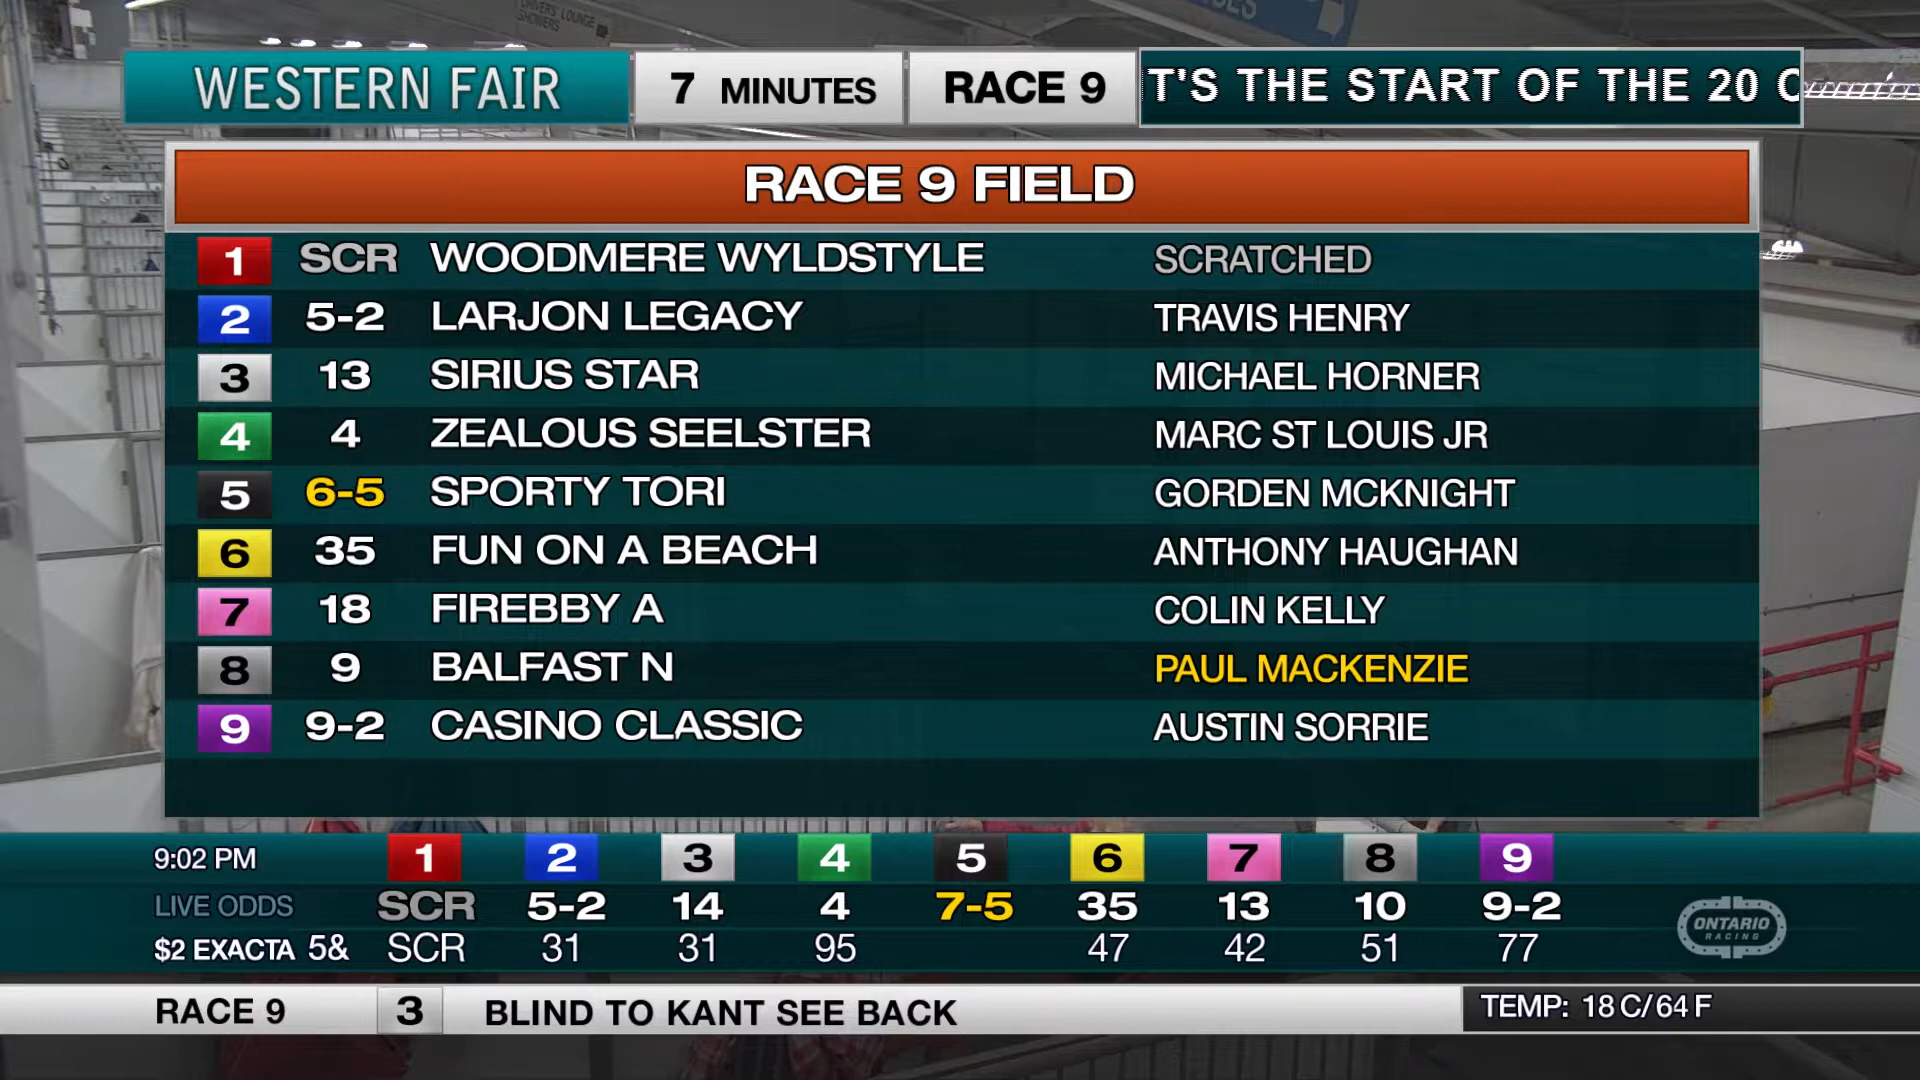 DRIVERS' LOUNGE
SHOWERS
WESTERN FAIR 7 MINUTES RACE 9 T'S THE START OF THE 20
RACE 9 FIELD
1 SCR WOODMERE WYLDSTYLE SCRATCHED
2 5-2 LARJON LEGACY TRAVIS HENRY
3 13 SIRIUS STAR MICHAEL HORNER
4 4 ZEALOUS SEELSTER MARC ST LOUIS JR
5 6-5 SPORTY TORI GORDEN MCKNIGHT
6 35 FUN ON A BEACH ANTHONY HAUGHAN
7 18 FIREBBY A COLIN KELLY
8 9 BALFAST N PAUL MACKENZIE
9 9-2 CASINO CLASSIC AUSTIN SORRIE
9:02 PM 1 2 3 4 5 6 7 8 9
LIVE ODDS SCR 5-2 14 4 7-5 35 13 10 9-2
$2 EXACTA 5& SCR 31 31 95 47 42 51 77
ONTARIO
RACING
RACE 9 3 BLIND TO KANT SEE BACK TEMP: 18 C/64 F